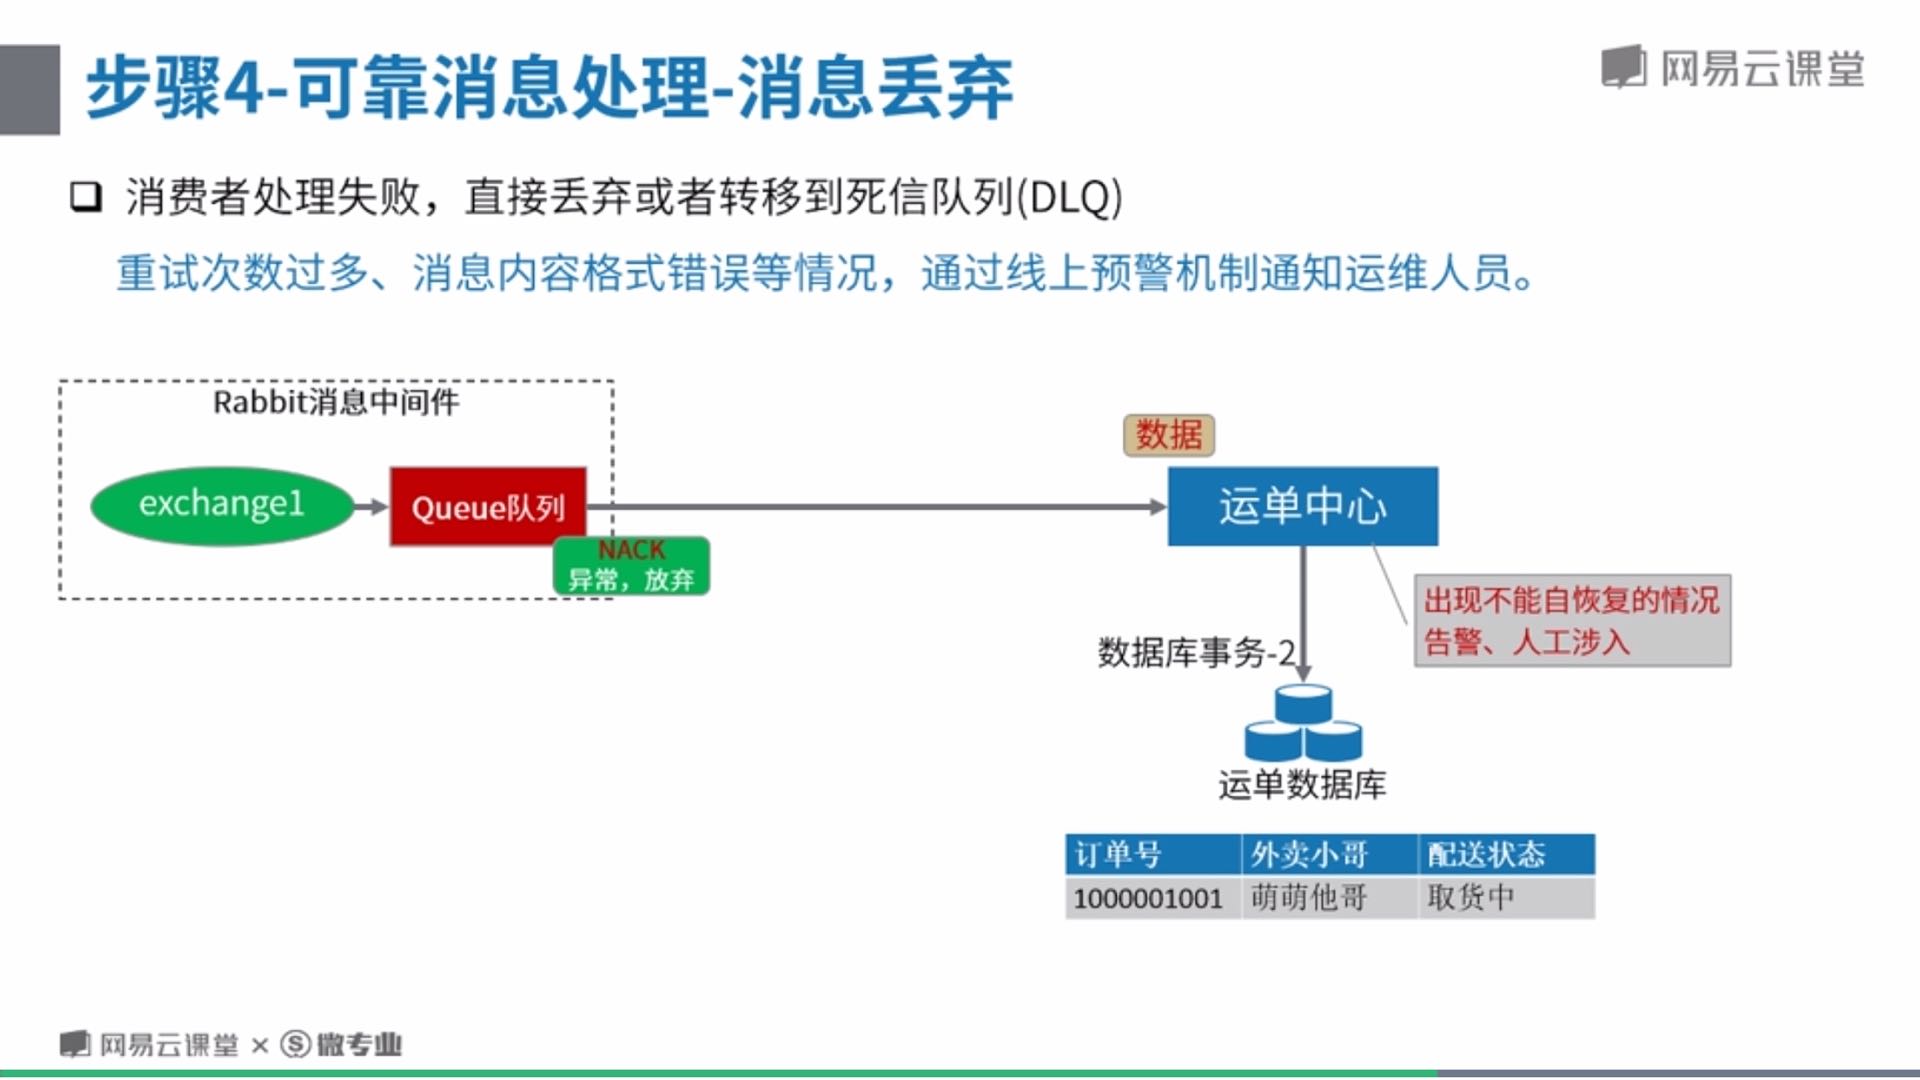 步骤4-可靠消息处理-消息丢弃
网易云课堂
消费者处理失败，直接丢弃或者转移到死信队列(DLQ)
重试次数过多、消息内容格式错误等情况，通过线上预警机制通知运维人员。
Rabbit消息中间件
exchange1
Queue队列
NACK
异常，放弃
数据
运单中心
出现不能自恢复的情况
告警、人工涉入
数据库事务-2
运单数据库
订单号 外卖小哥 配送状态
1000001001 萌萌他哥 取货中
网易云课堂 × 微专业